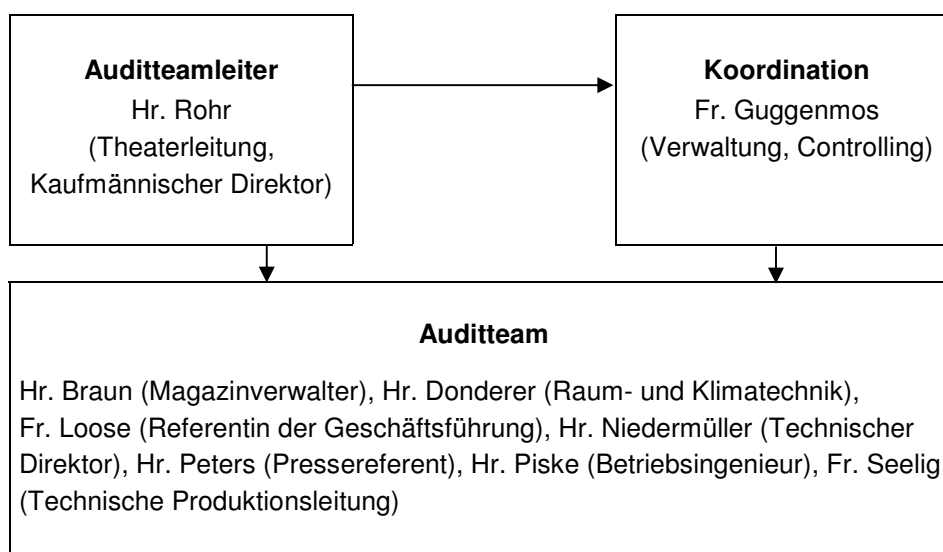 Auditteamleiter
Hr. Rohr
(Theaterleitung,
Kaufmännischer Direktor)
Koordination
Fr. Guggenmos
(Verwaltung, Controlling)
Auditteam
Hr. Braun (Magazinverwalter), Hr. Donderer (Raum- und Klimatechnik),
Fr. Loose (Referentin der Geschäftsführung), Hr. Niedermüller (Technischer
Direktor), Hr. Peters (Pressereferent), Hr. Piske (Betriebsingenieur), Fr. Seelig
(Technische Produktionsleitung)